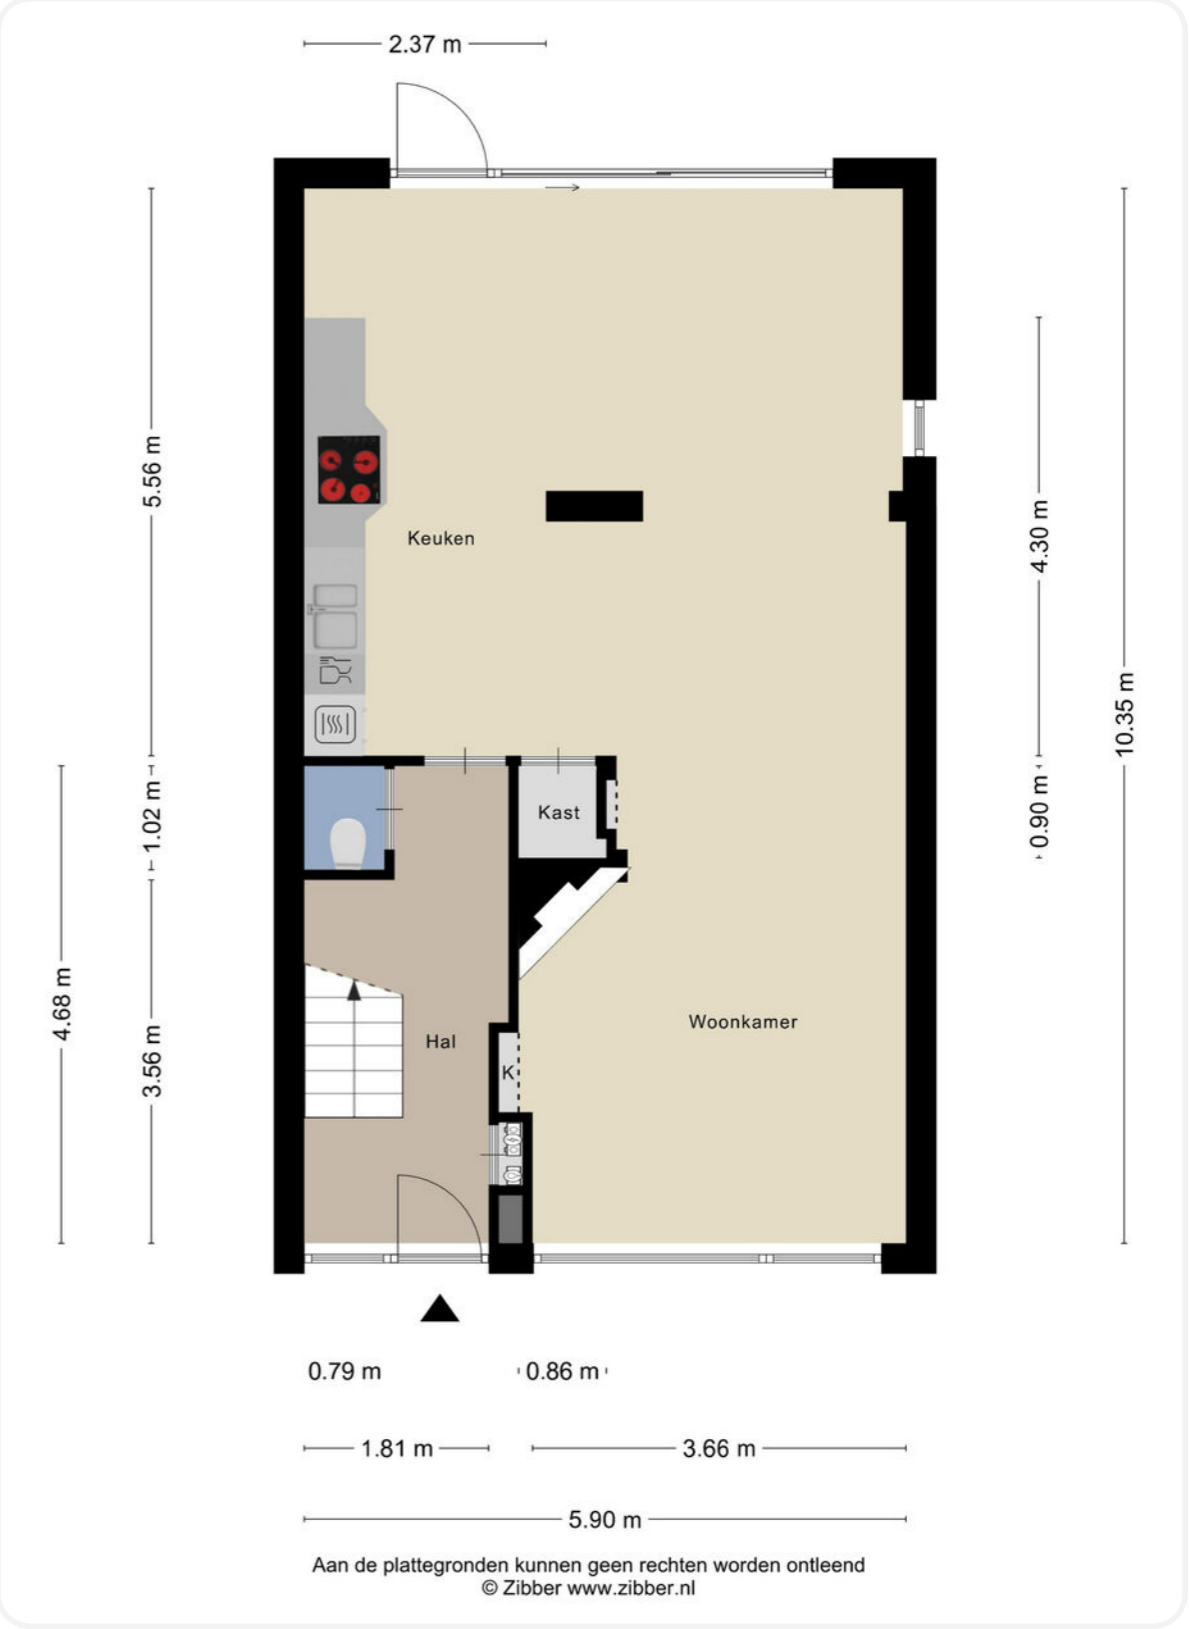 2.37 m
5.56 m
4.30 m
Keuken
10.35 m
1.02 m
Kast
0.90 m
4.68 m
3.56 m
Hal
K
Woonkamer
0.79 m
0.86 m
1.81 m
3.66 m
5.90 m
Aan de plattegronden kunnen geen rechten worden ontleend
© Zibber www.zibber.nl